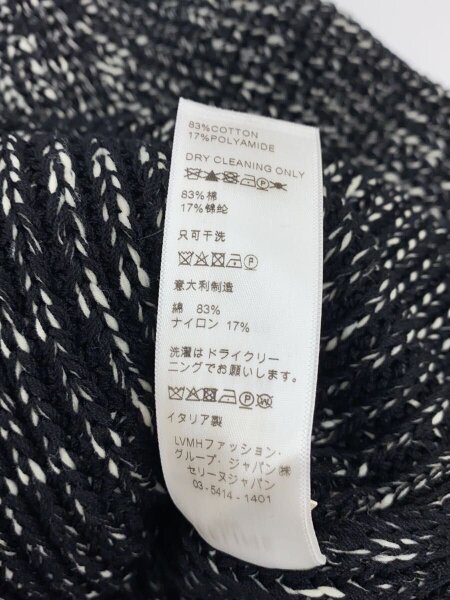 83%COTTON
17%POLYAMIDE
DRY CLEANING ONLY
83%棉
17%锦纶
只可干洗
意大利制造
綿 83%
ナイロン 17%
洗濯はドライクリー
ニングでお願いします。
イタリア製
LVMHファッション・
グループ・ジャパン㈱
セリーヌジャパン
03-5414-1401